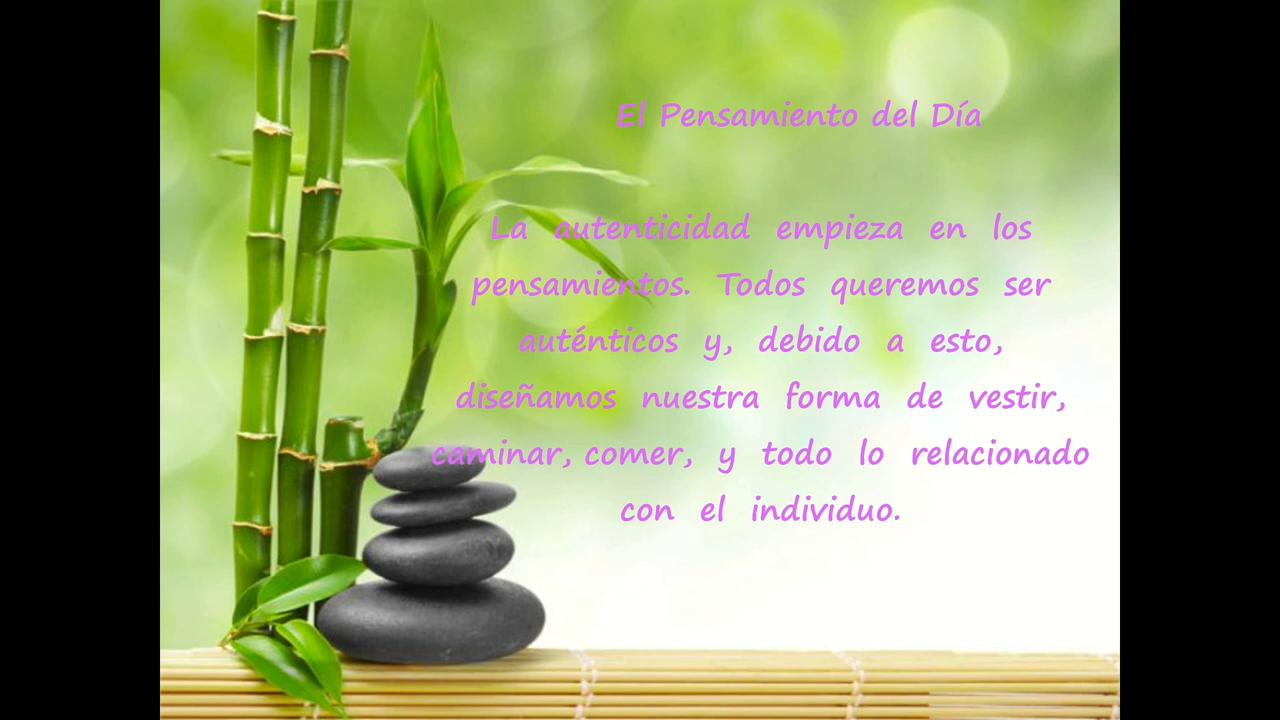 El Pensamiento del Día
La autenticidad empieza en los
pensamientos. Todos queremos ser
auténticos y, debido a esto,
diseñamos nuestra forma de vestir,
caminar, comer, y todo lo relacionado
con el individuo.